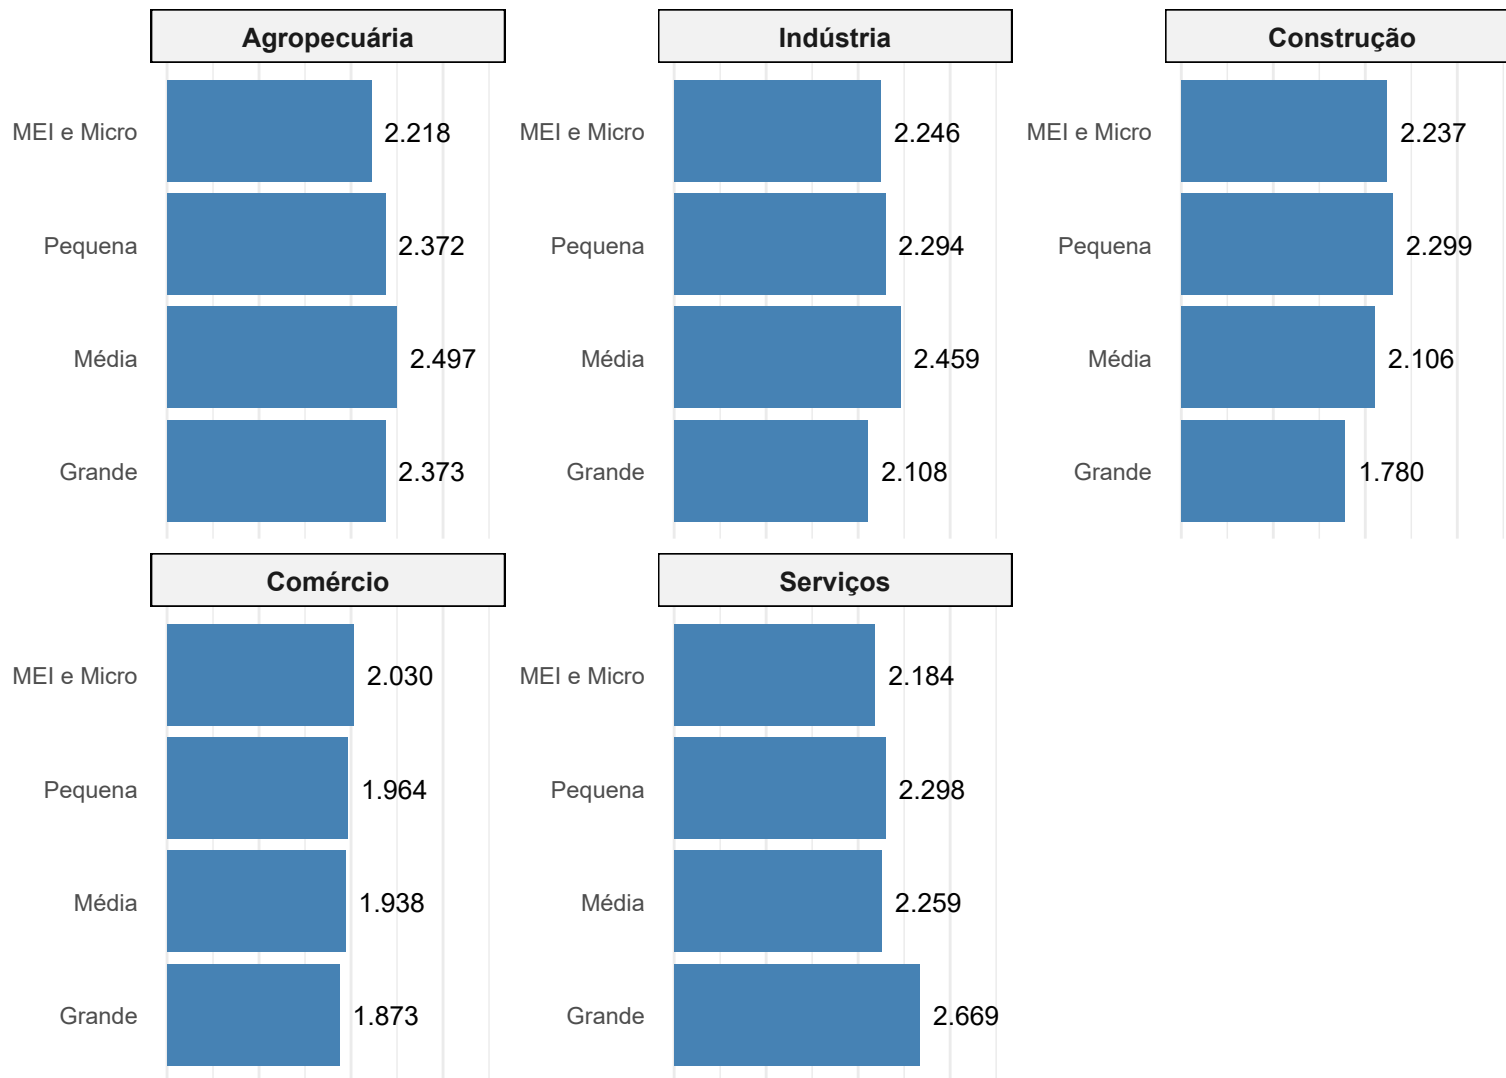 Agropecuária
MEI e Micro 2.218
Pequena 2.372
Média 2.497
Grande 2.373
Indústria
MEI e Micro 2.246
Pequena 2.294
Média 2.459
Grande 2.108
Construção
MEI e Micro 2.237
Pequena 2.299
Média 2.106
Grande 1.780
Comércio
MEI e Micro 2.030
Pequena 1.964
Média 1.938
Grande 1.873
Serviços
MEI e Micro 2.184
Pequena 2.298
Média 2.259
Grande 2.669